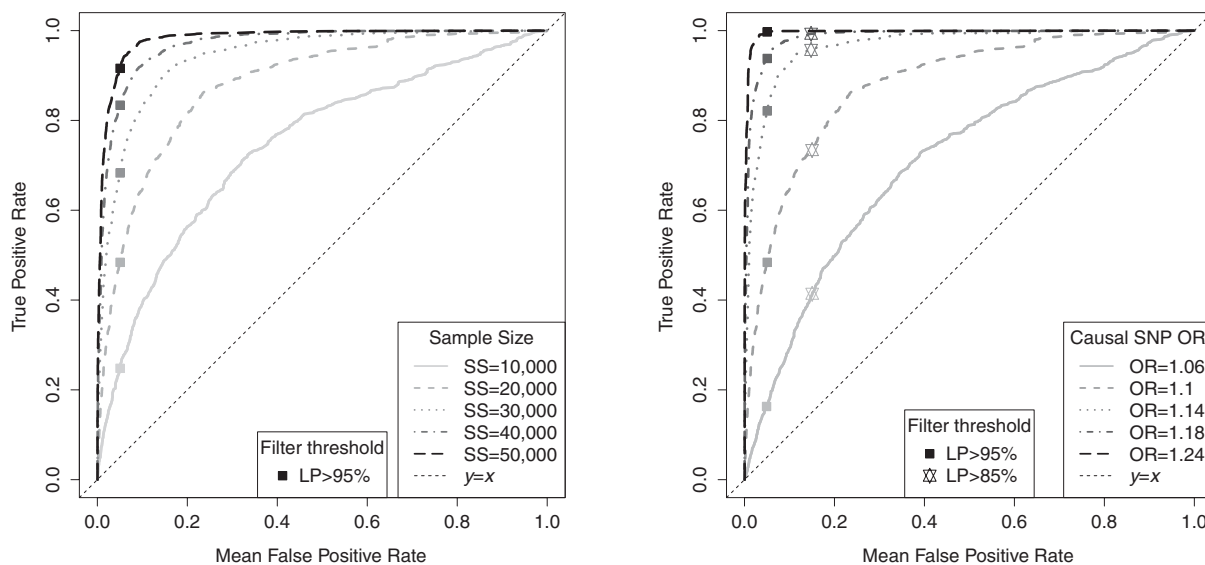 True Positive Rate
1.0
0.8
0.6
0.4
0.2
0.0
Sample Size
SS=10,000
SS=20,000
SS=30,000
SS=40,000
SS=50,000
y=x
Filter threshold
LP>95%
0.0 0.2 0.4 0.6 0.8 1.0
Mean False Positive Rate
True Positive Rate
1.0
0.8
0.6
0.4
0.2
0.0
Causal SNP OR
OR=1.06
OR=1.1
OR=1.14
OR=1.18
OR=1.24
y=x
Filter threshold
LP>95%
LP>85%
0.0 0.2 0.4 0.6 0.8 1.0
Mean False Positive Rate